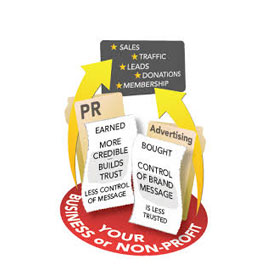 SALES
TRAFFIC
LEADS
DONATIONS
MEMBERSHIP
PR
EARNED
MORE
CREDIBLE
BUILDS
TRUST
LESS CONTROL
OF MESSAGE
Advertising
BOUGHT
CONTROL
OF BRAND
MESSAGE
IS LESS
TRUSTED
YOUR
BUSINESS or NON-PROFIT